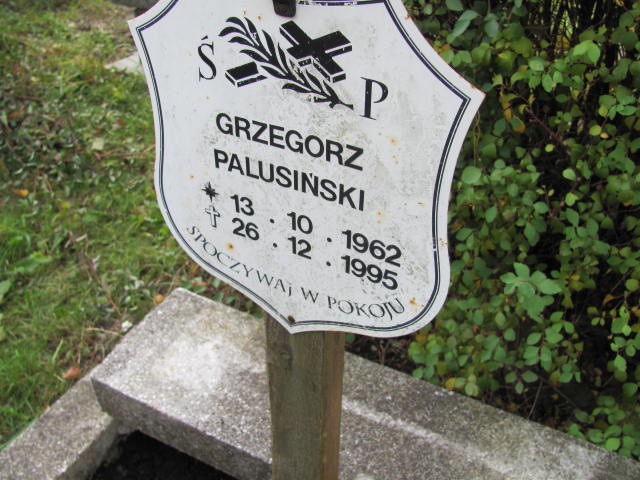 Ś P
GRZEGORZ
PALUSIŃSKI
13 · 10 · 1962
26 · 12 · 1995
SPOCZYWAJ W POKOJU